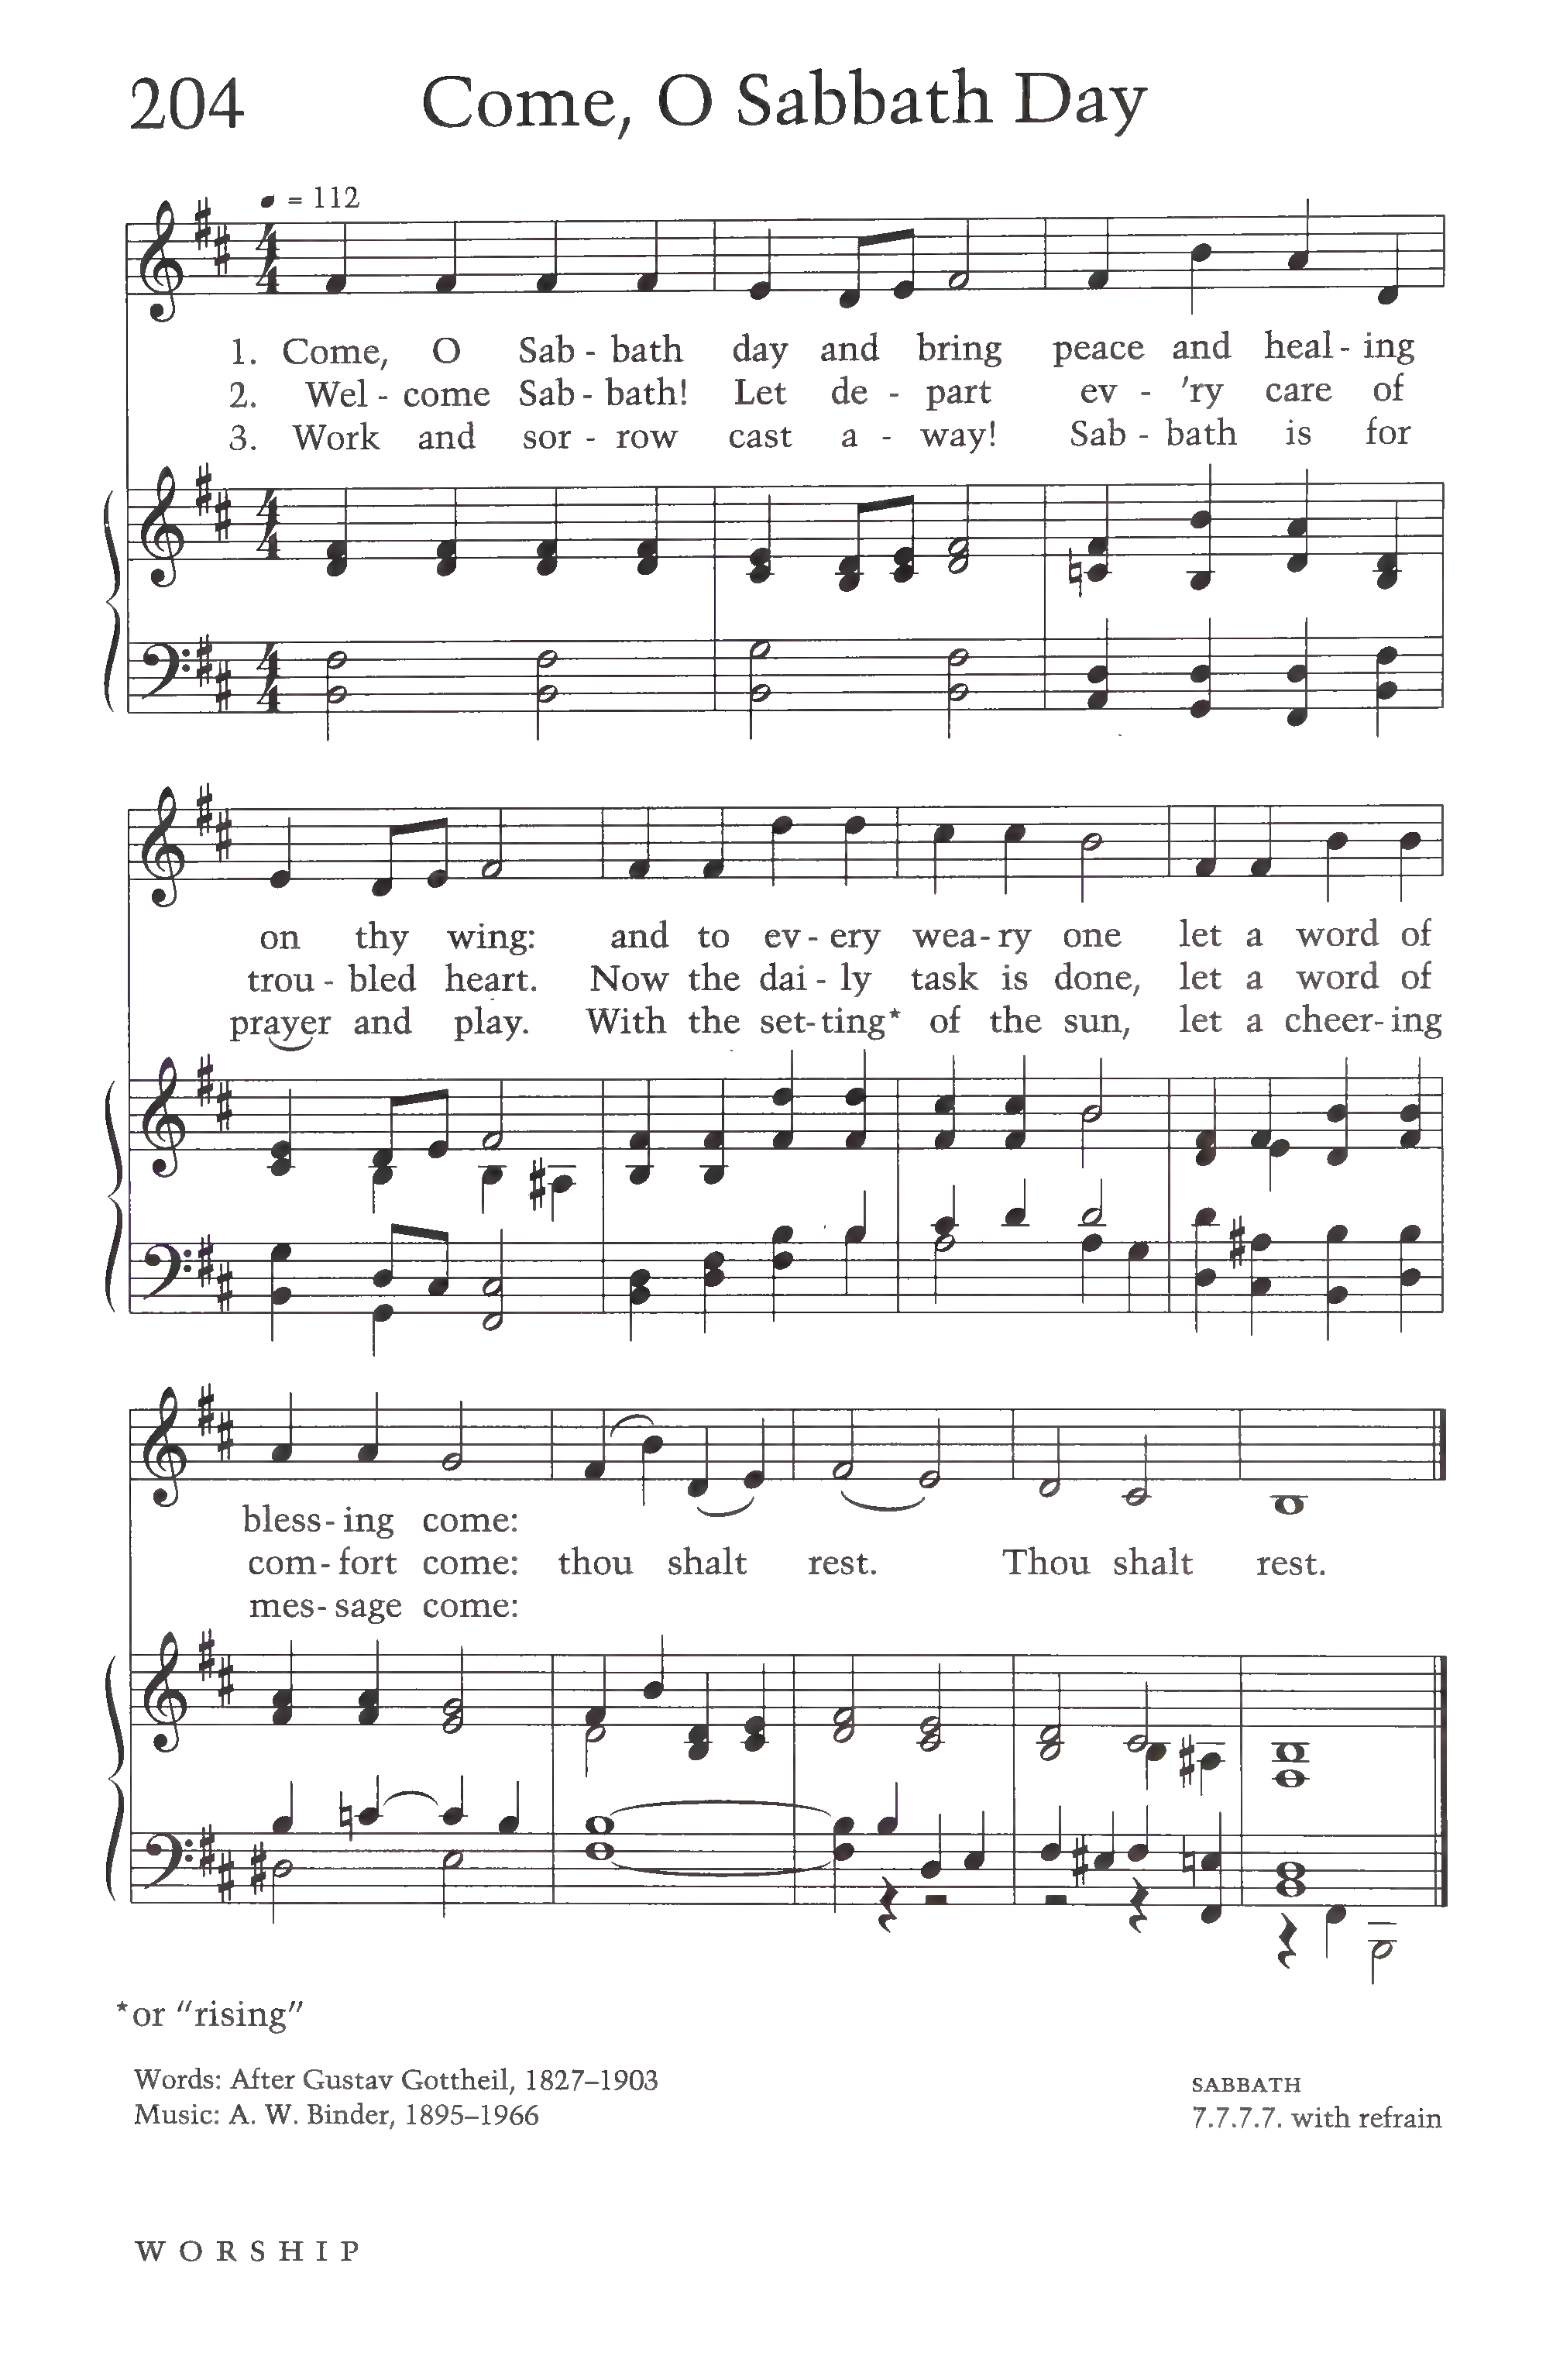 204 Come, O Sabbath Day
= 112
1. Come, O Sab - bath day and bring peace and heal - ing
2. Wel - come Sab - bath! Let de - part ev - 'ry care of
3. Work and sor - row cast a - way! Sab - bath is for
on thy wing: and to ev - ery wea - ry one let a word of
trou - bled heart. Now the dai - ly task is done, let a word of
prayer and play. With the set - ting* of the sun, let a cheer - ing
bless - ing come:
com - fort come: thou shalt rest. Thou shalt rest.
mes - sage come:
*or "rising"
Words: After Gustav Gottheil, 1827–1903
Music: A. W. Binder, 1895–1966
SABBATH
7.7.7.7. with refrain
WORSHIP